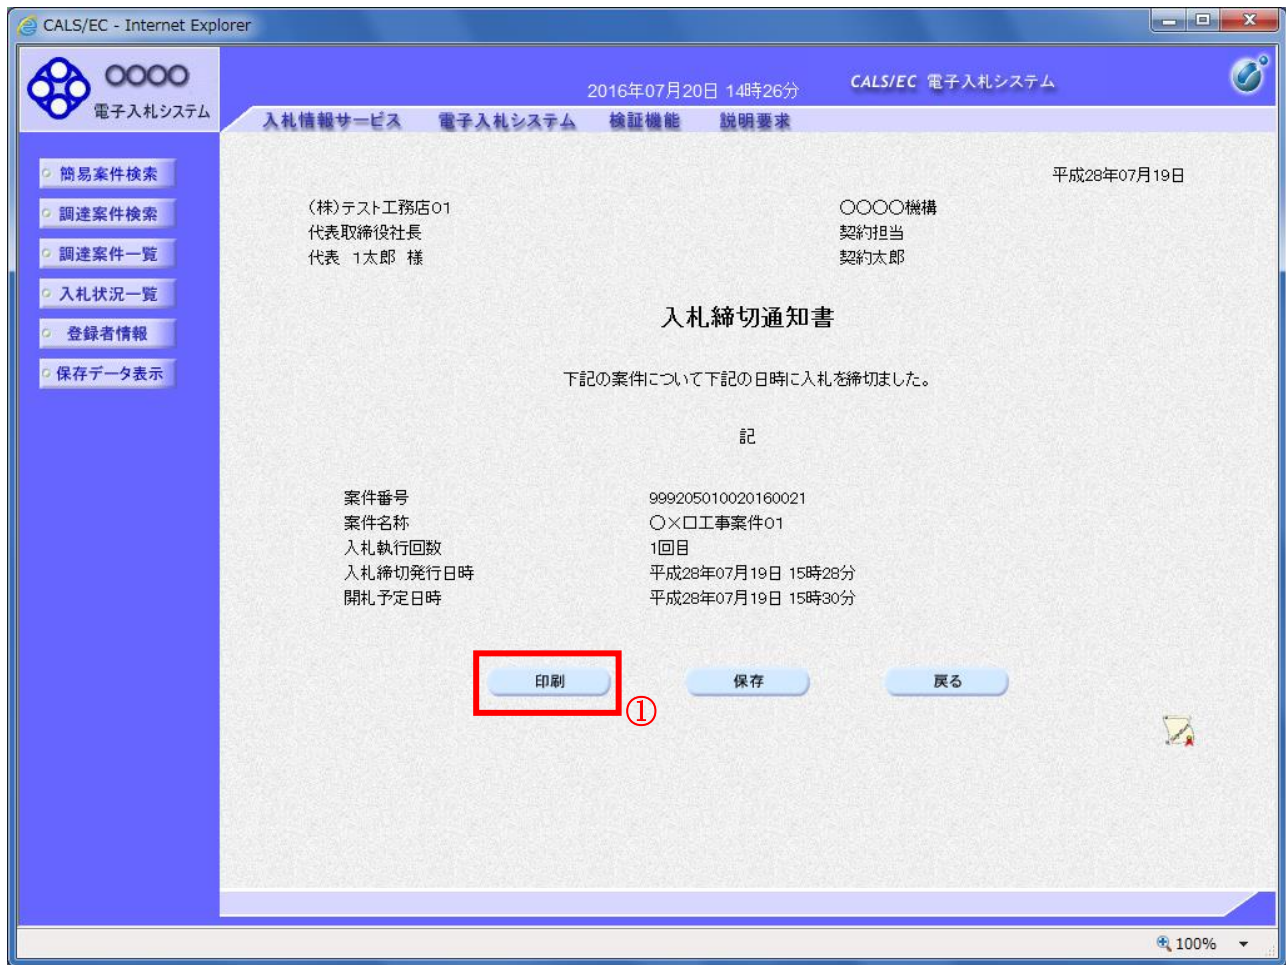 CALS/EC - Internet Explorer
○○○○
電子入札システム
2016年07月20日 14時26分
CALS/EC 電子入札システム
入札情報サービス 電子入札システム 検証機能 説明要求
簡易案件検索
調達案件検索
調達案件一覧
入札状況一覧
登録者情報
保存データ表示
平成28年07月19日
(株)テスト工務店01
代表取締役社長
代表 1太郎 様
○○○○機構
契約担当
契約太郎
入札締切通知書
下記の案件について下記の日時に入札を締切ました。
記
案件番号 999205010020160021
案件名称 ○×口工事案件01
入札執行回数 1回目
入札締切発行日時 平成28年07月19日 15時28分
開札予定日時 平成28年07月19日 15時30分
印刷
保存
戻る
①
100%